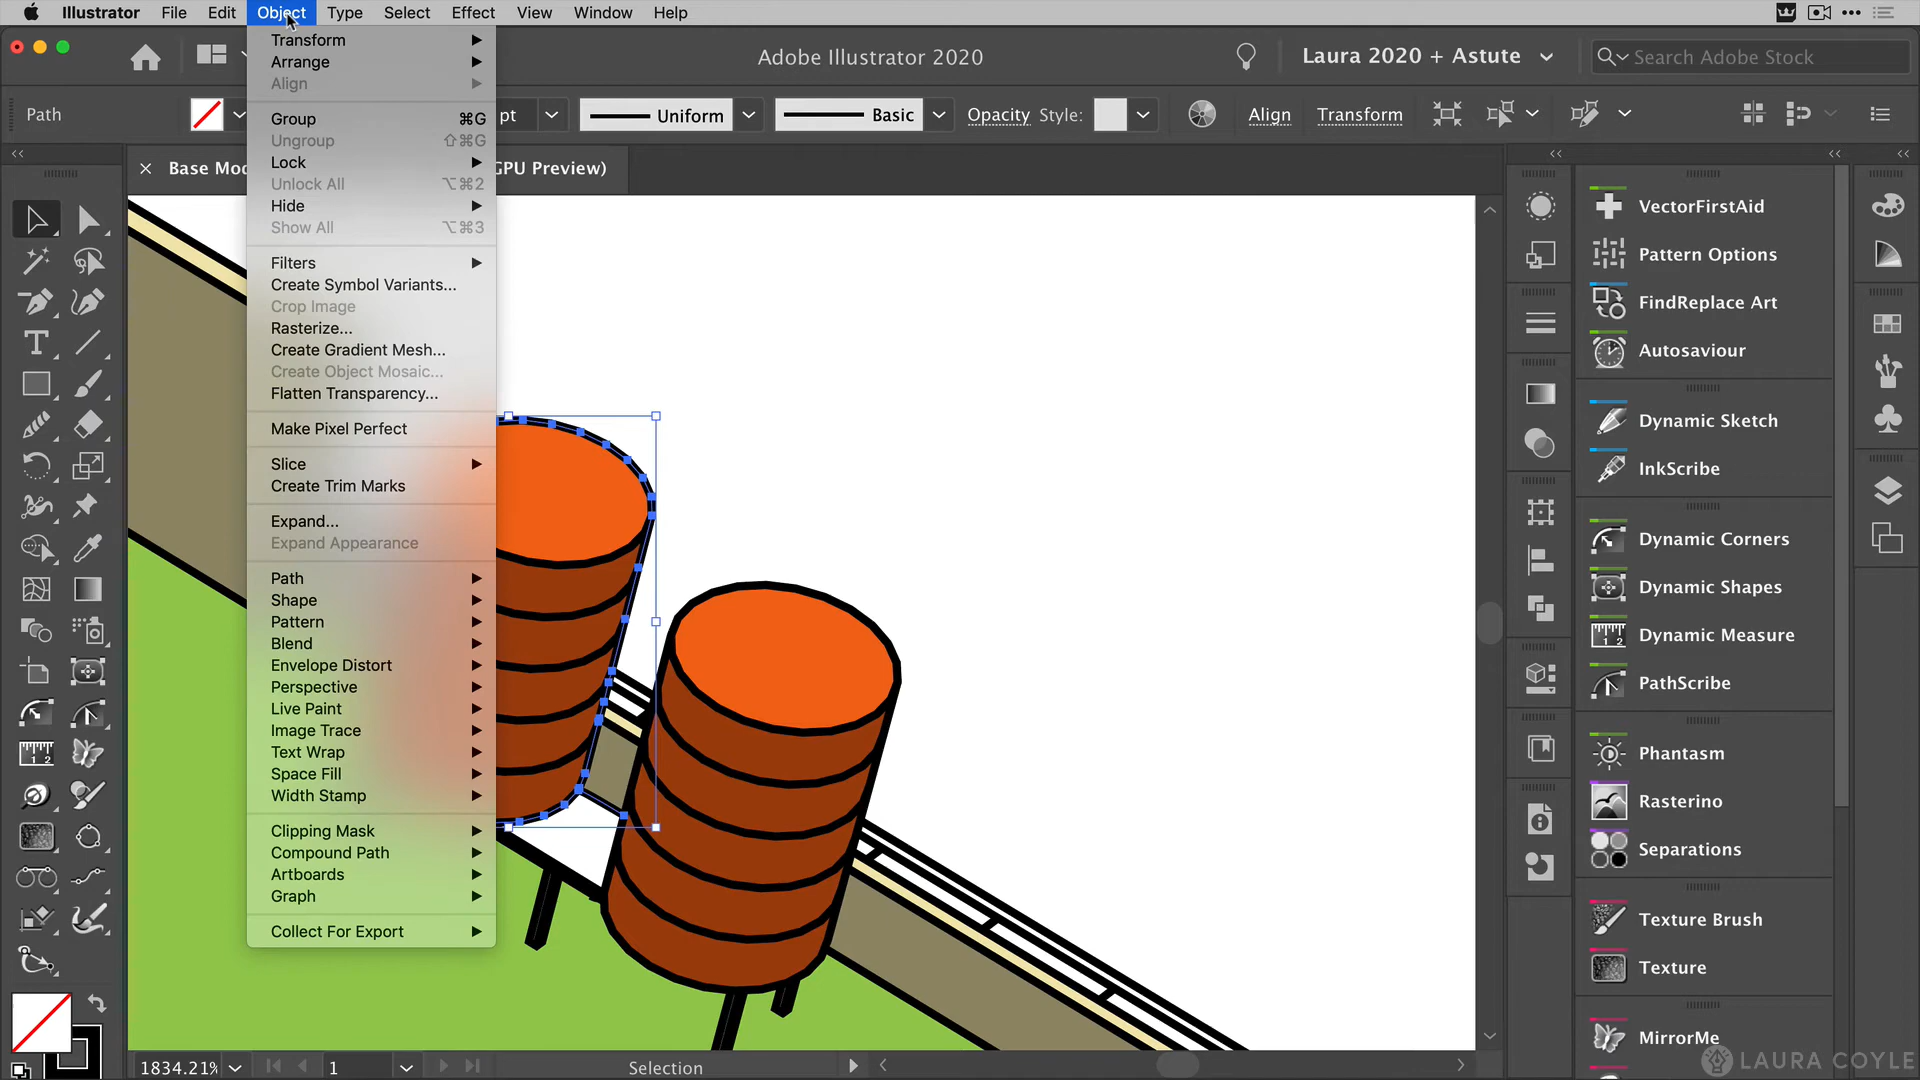 Illustrator File Edit Object Type Select Effect View Window Help
Adobe Illustrator 2020
Laura 2020 + Astute
Search Adobe Stock
Path
pt
Uniform
Basic
Opacity
Style:
Align
Transform
× Base Mo
GPU Preview)
Transform
Arrange
Align
Group ⌘G
Ungroup ⇧⌘G
Lock
Unlock All ⌥⌘2
Hide
Show All ⌥⌘3
Filters
Create Symbol Variants...
Crop Image
Rasterize...
Create Gradient Mesh...
Create Object Mosaic...
Flatten Transparency...
Make Pixel Perfect
Slice
Create Trim Marks
Expand...
Expand Appearance
Path
Shape
Pattern
Blend
Envelope Distort
Perspective
Live Paint
Image Trace
Text Wrap
Space Fill
Width Stamp
Clipping Mask
Compound Path
Artboards
Graph
Collect For Export
VectorFirstAid
Pattern Options
FindReplace Art
Autosaviour
Dynamic Sketch
InkScribe
Dynamic Corners
Dynamic Shapes
Dynamic Measure
PathScribe
Phantasm
Rasterino
Separations
Texture Brush
Texture
MirrorMe
1834.21%
1
Selection
LAURA COYLE